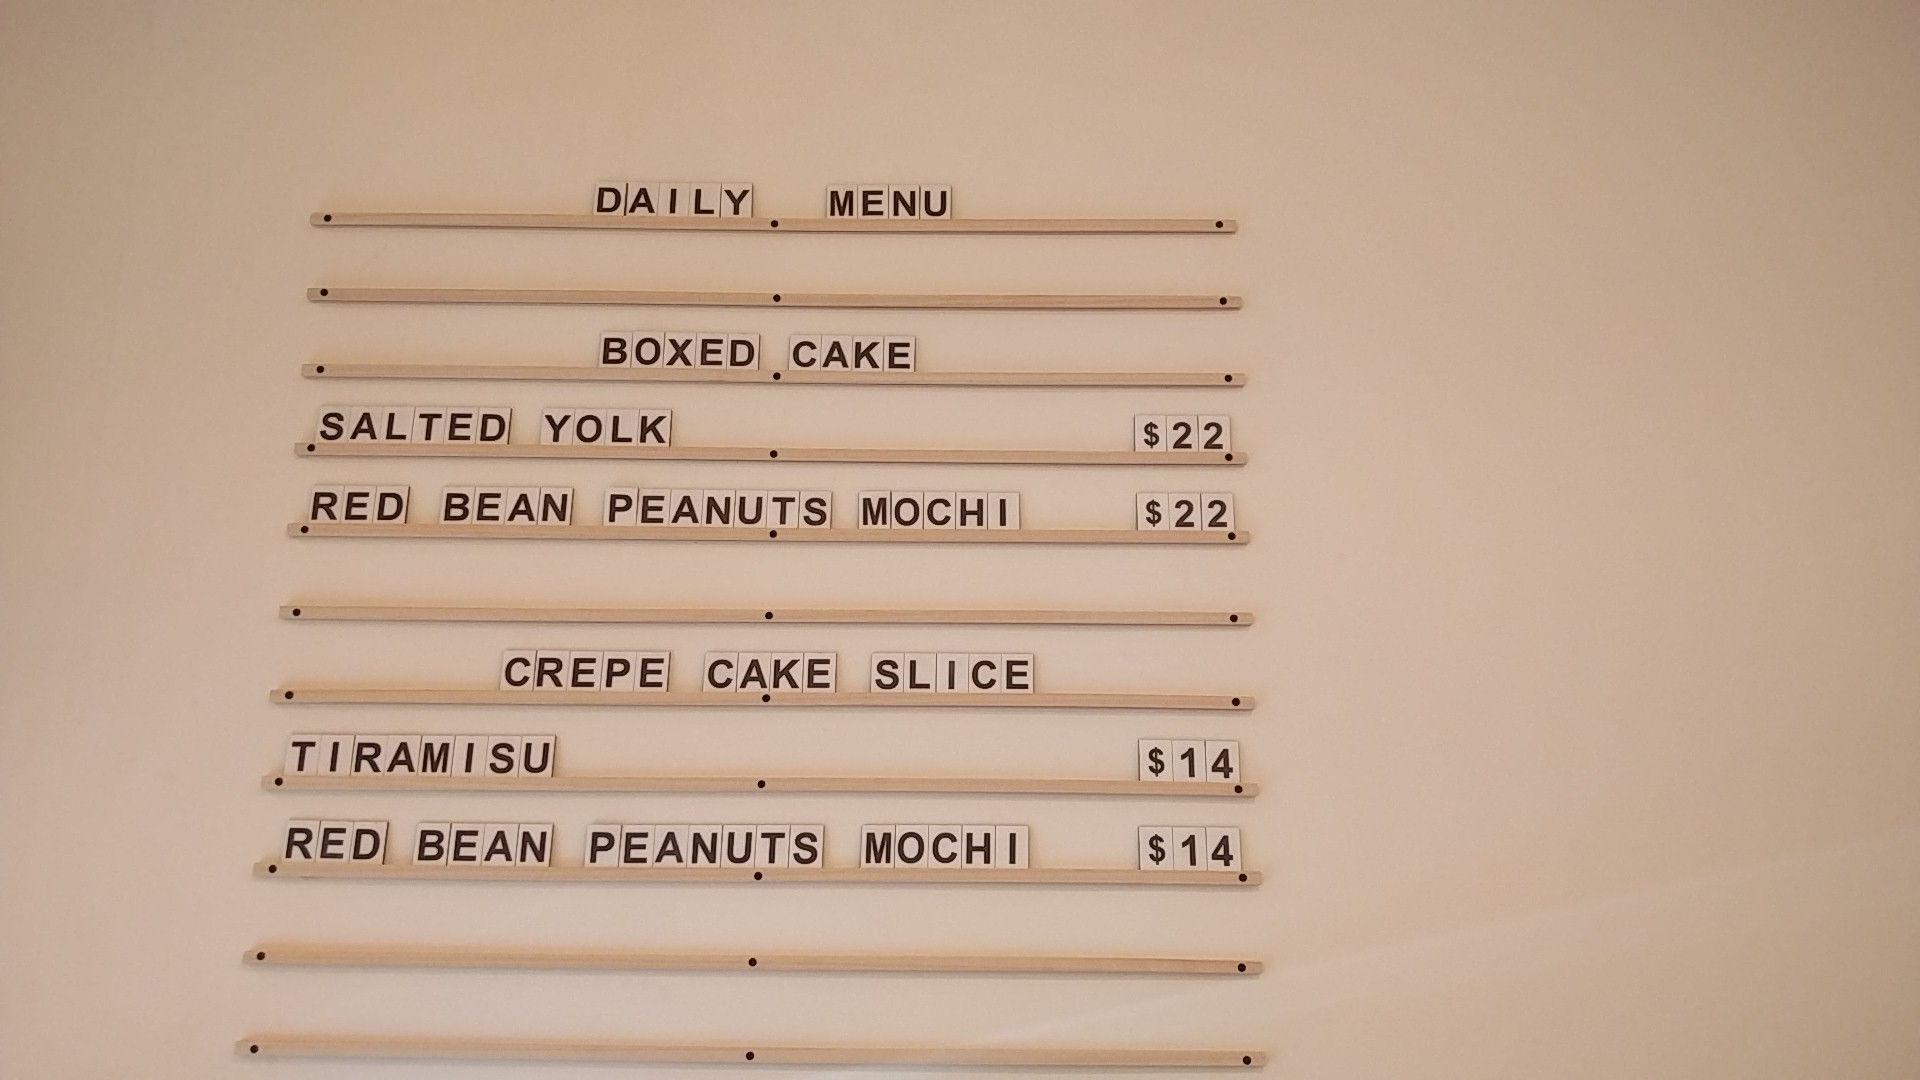 DAILY MENU
BOXED CAKE
SALTED YOLK $22
RED BEAN PEANUTS MOCHI $22
CREPE CAKE SLICE
TIRAMISU $14
RED BEAN PEANUTS MOCHI $14